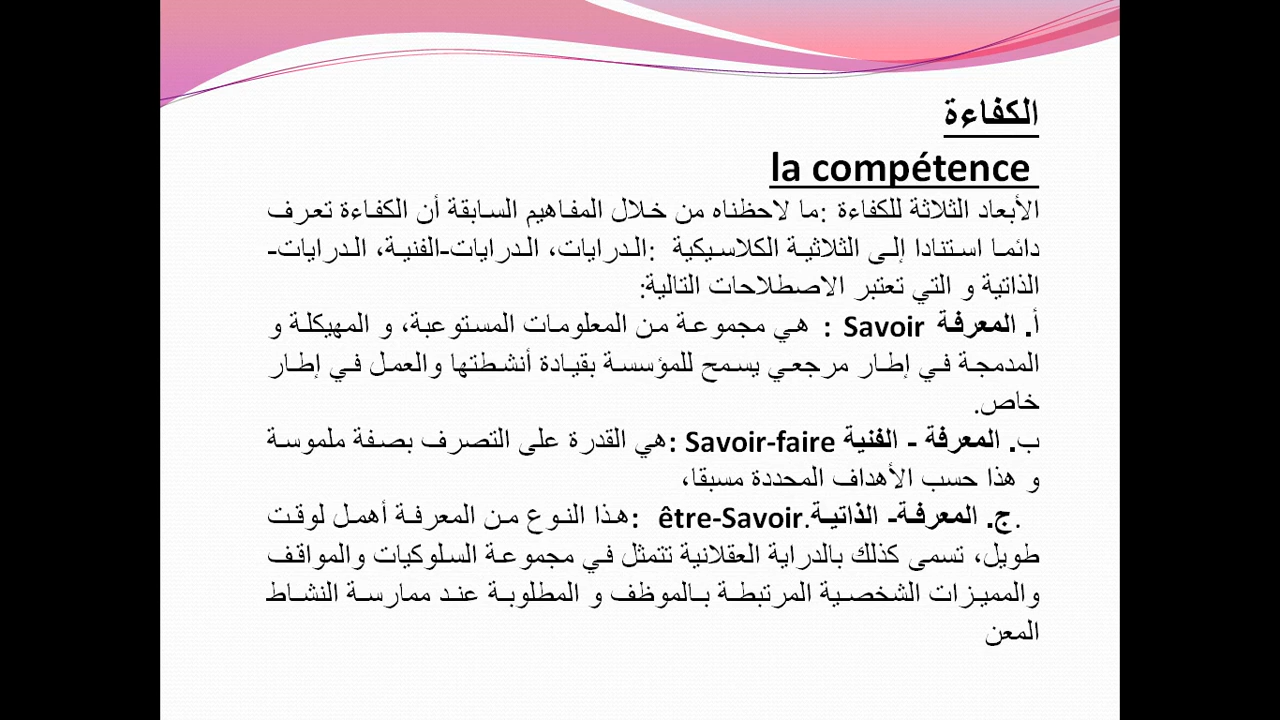 الكفاءة
la compétence
الأبعاد الثلاثة للكفاءة :ما لاحظناه من خلال المفاهيم السابقة أن الكفاءة تعرف
دائما استنادا إلى الثلاثية الكلاسيكية :الدرايات، الدرايات-الفنية، الدرايات-
الذاتية و التي تعتبر الاصطلاحات التالية:
أ. المعرفة Savoir : هي مجموعة من المعلومات المستوعبة، و المهيكلة و
المدمجة في إطار مرجعي يسمح للمؤسسة بقيادة أنشطتها والعمل في إطار
خاص.
ب. المعرفة - الفنية Savoir-faire :هي القدرة على التصرف بصفة ملموسة
و هذا حسب الأهداف المحددة مسبقا،
.ج. المعرفة- الذاتية.être-Savoir :هذا النوع من المعرفة أهمل لوقت
طويل، تسمى كذلك بالدراية العقلانية تتمثل في مجموعة السلوكيات والمواقف
والمميزات الشخصية المرتبطة بالموظف و المطلوبة عند ممارسة النشاط
المعن